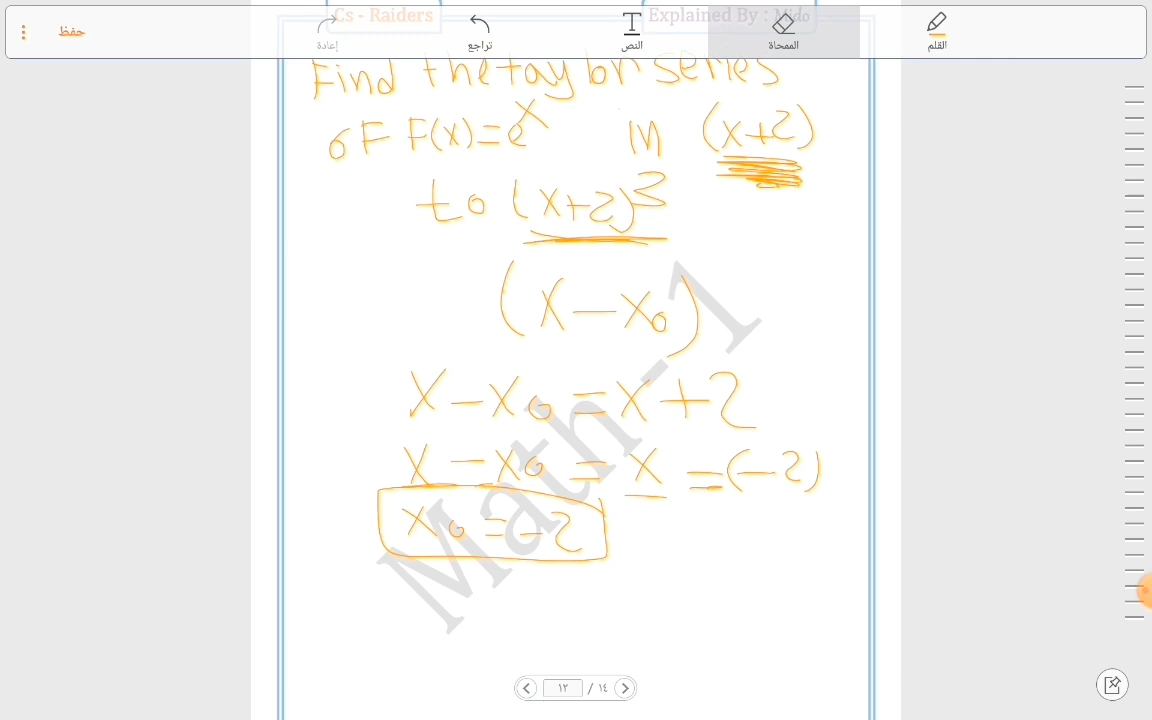 Cs - Raiders
Explained By : Mido
حفظ
إعادة
تراجع
النص
الممحاة
القلم
Find the taylor series
of F(x) = e^x in (x+2)
to (x+2)^3
(x - x₀)
x - x₀ = x + 2
x - x₀ = x = (-2)
x₀ = -2
Math - 1
١٢ / ١٤